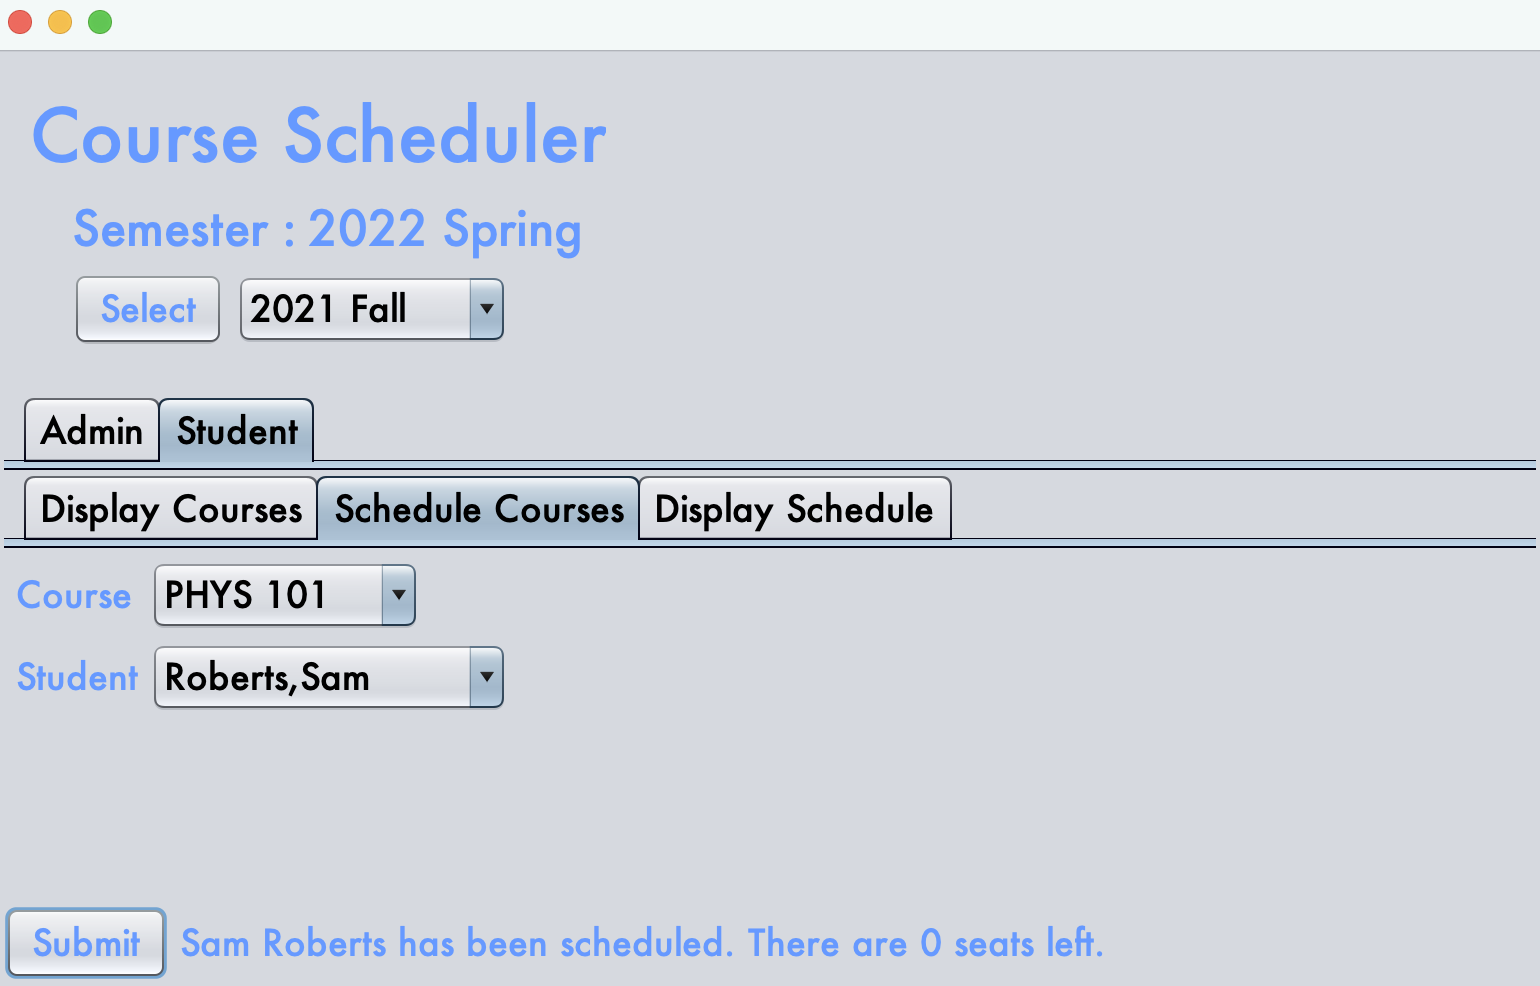 Course Scheduler
Semester : 2022 Spring
Select 2021 Fall
Admin Student
Display Courses Schedule Courses Display Schedule
Course PHYS 101
Student Roberts,Sam
Submit Sam Roberts has been scheduled. There are 0 seats left.